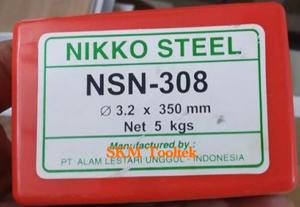 NIKKO STEEL
NSN-308
Ø 3.2 x 350 mm
Net 5 kgs
Manufactured by :
SKM Tooltek
PT ALAM LESTARI UNGGUL - INDONESIA